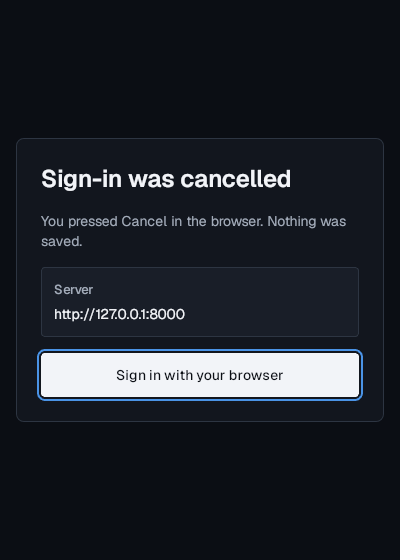 Sign-in was cancelled
You pressed Cancel in the browser. Nothing was
saved.
Server
http://127.0.0.1:8000
Sign in with your browser